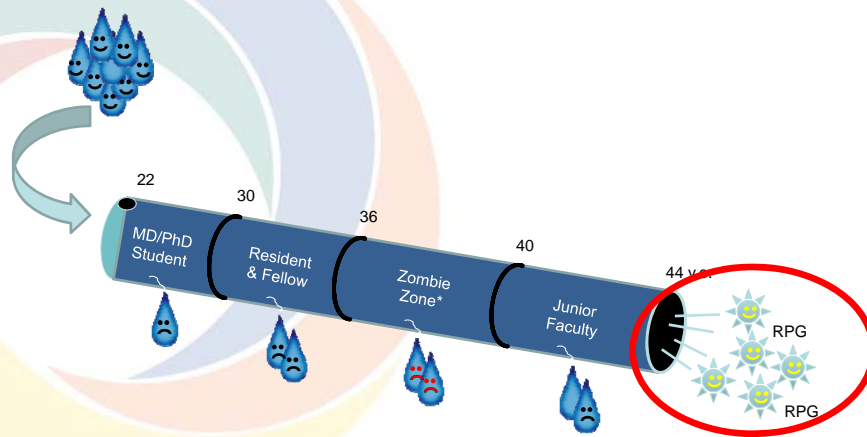 22
30
36
40
44 y.o.
MD/PhD
Student
Resident
& Fellow
Zombie
Zone*
Junior
Faculty
RPG
RPG